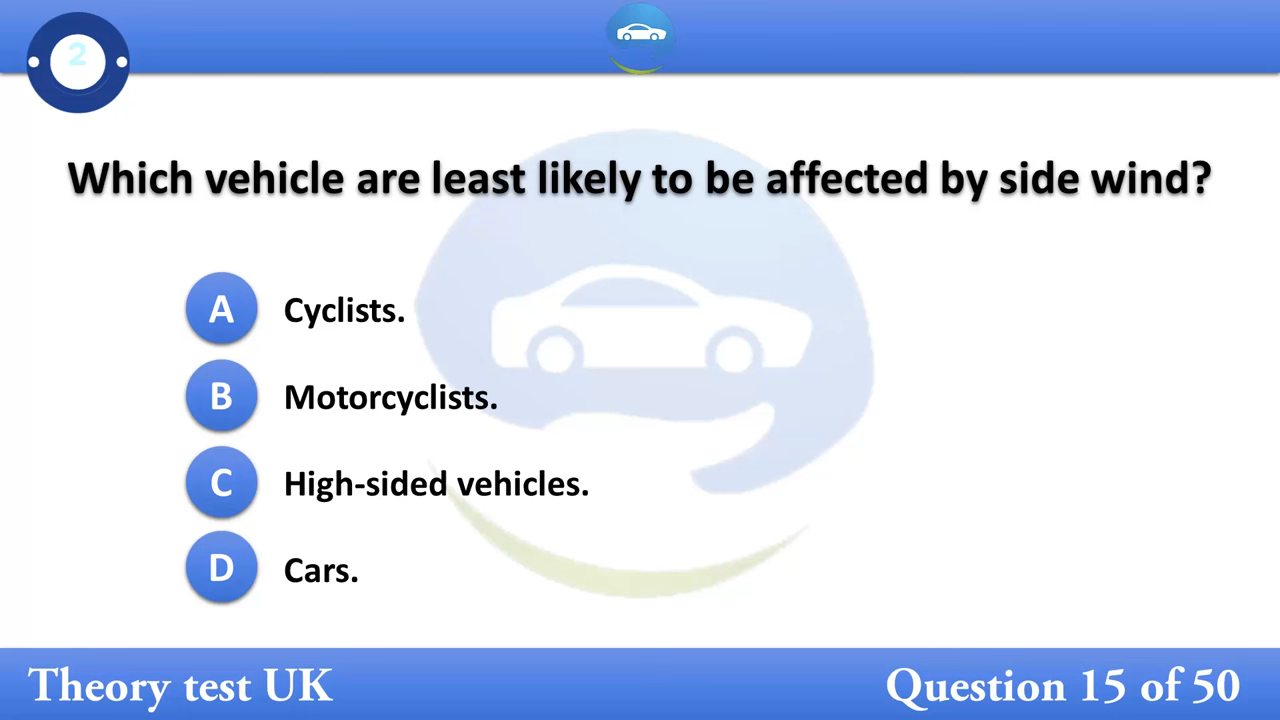 2
Which vehicle are least likely to be affected by side wind?
A Cyclists.
B Motorcyclists.
C High-sided vehicles.
D Cars.
Theory test UK
Question 15 of 50